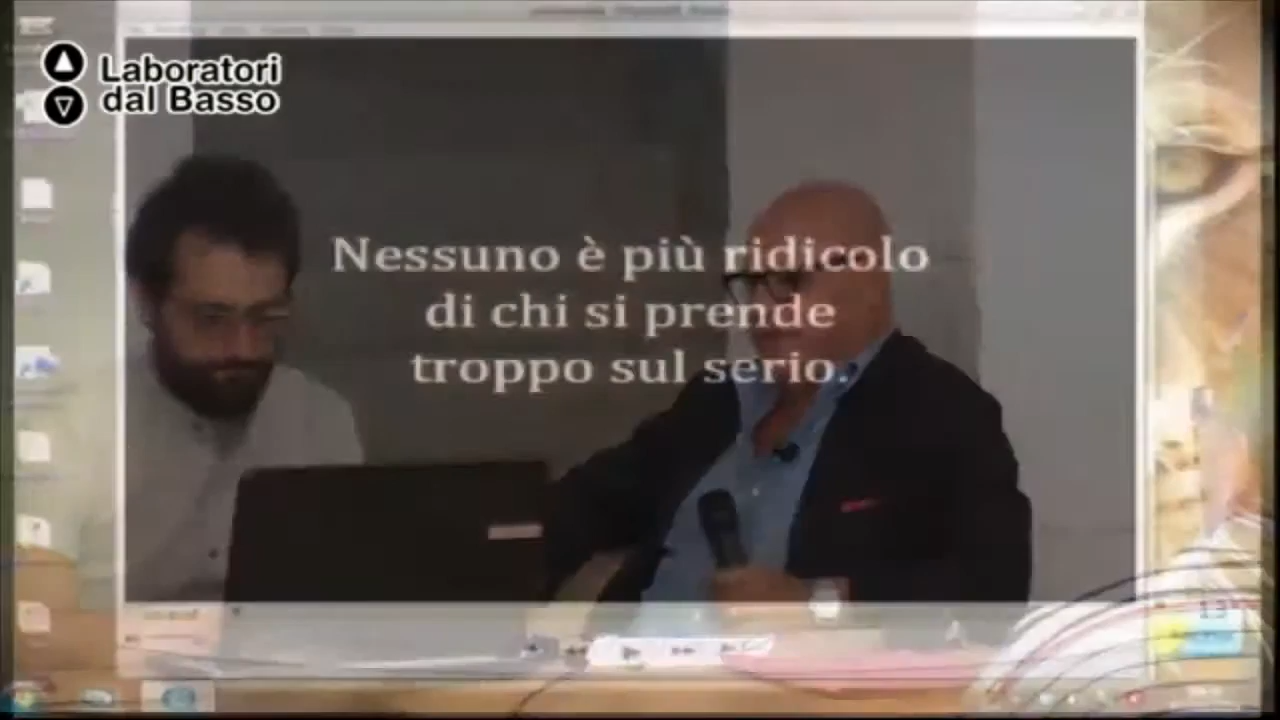 Laboratori
dal Basso
Nessuno è più ridicolo
di chi si prende
troppo sul serio.